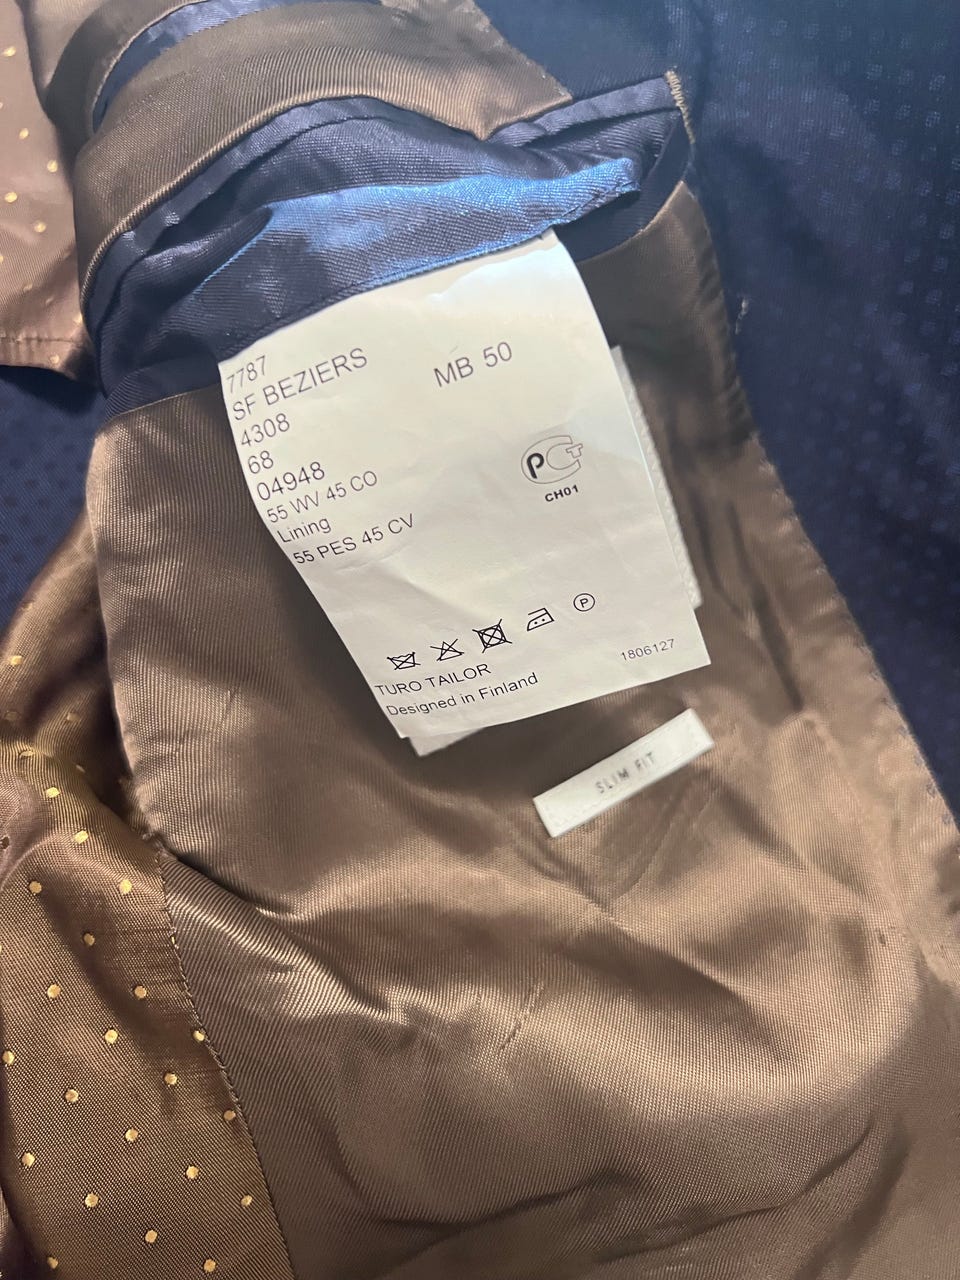 7787
SF BEZIERS
MB 50
4308
68
04948
55 WV 45 CO
Lining
55 PES 45 CV
PCT
CH01
P
TURO TAILOR
Designed in Finland
1806127
SLIM FIT